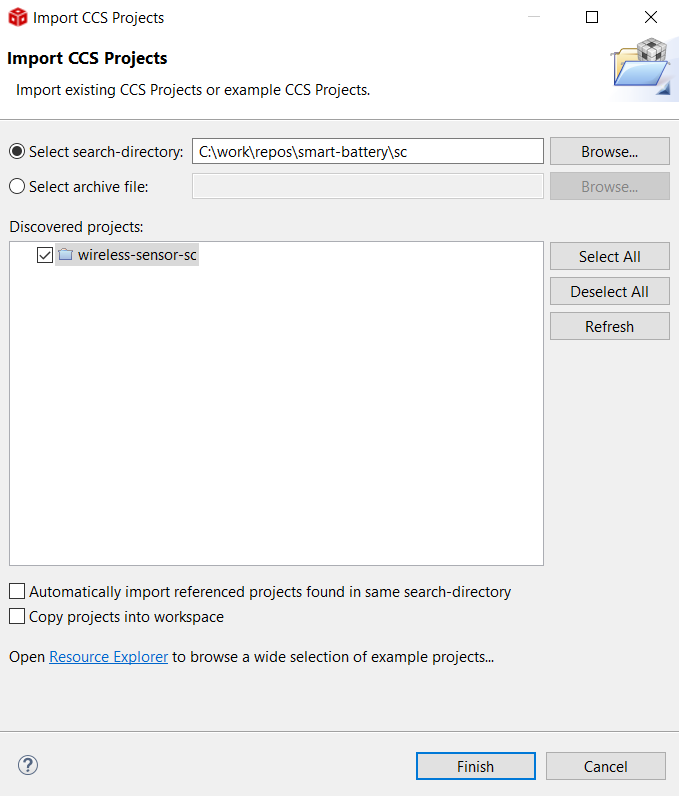 Import CCS Projects
Import CCS Projects
Import existing CCS Projects or example CCS Projects.
Select search-directory: C:\work\repos\smart-battery\sc Browse...
Select archive file: Browse...
Discovered projects:
wireless-sensor-sc
Select All
Deselect All
Refresh
Automatically import referenced projects found in same search-directory
Copy projects into workspace
Open Resource Explorer to browse a wide selection of example projects...
? Finish Cancel